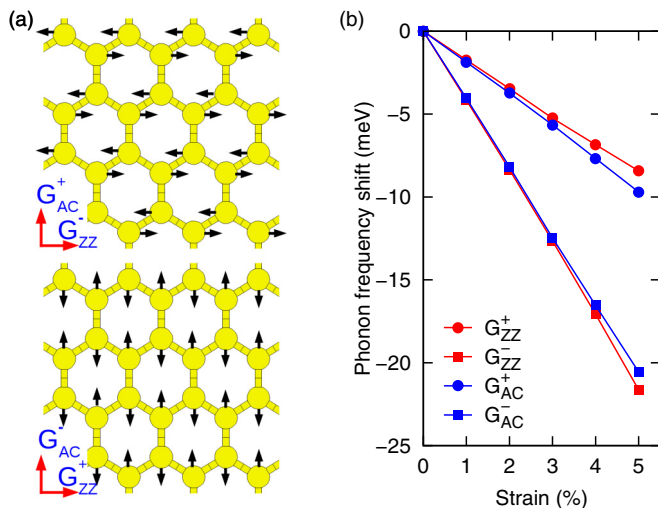 (a)
G+AC
G-ZZ
G-AC
G+ZZ
(b)
Phonon frequency shift (meV)
0
−5
−10
−15
−20
−25
G+ZZ
G-ZZ
G+AC
G-AC
0 1 2 3 4 5
Strain (%)